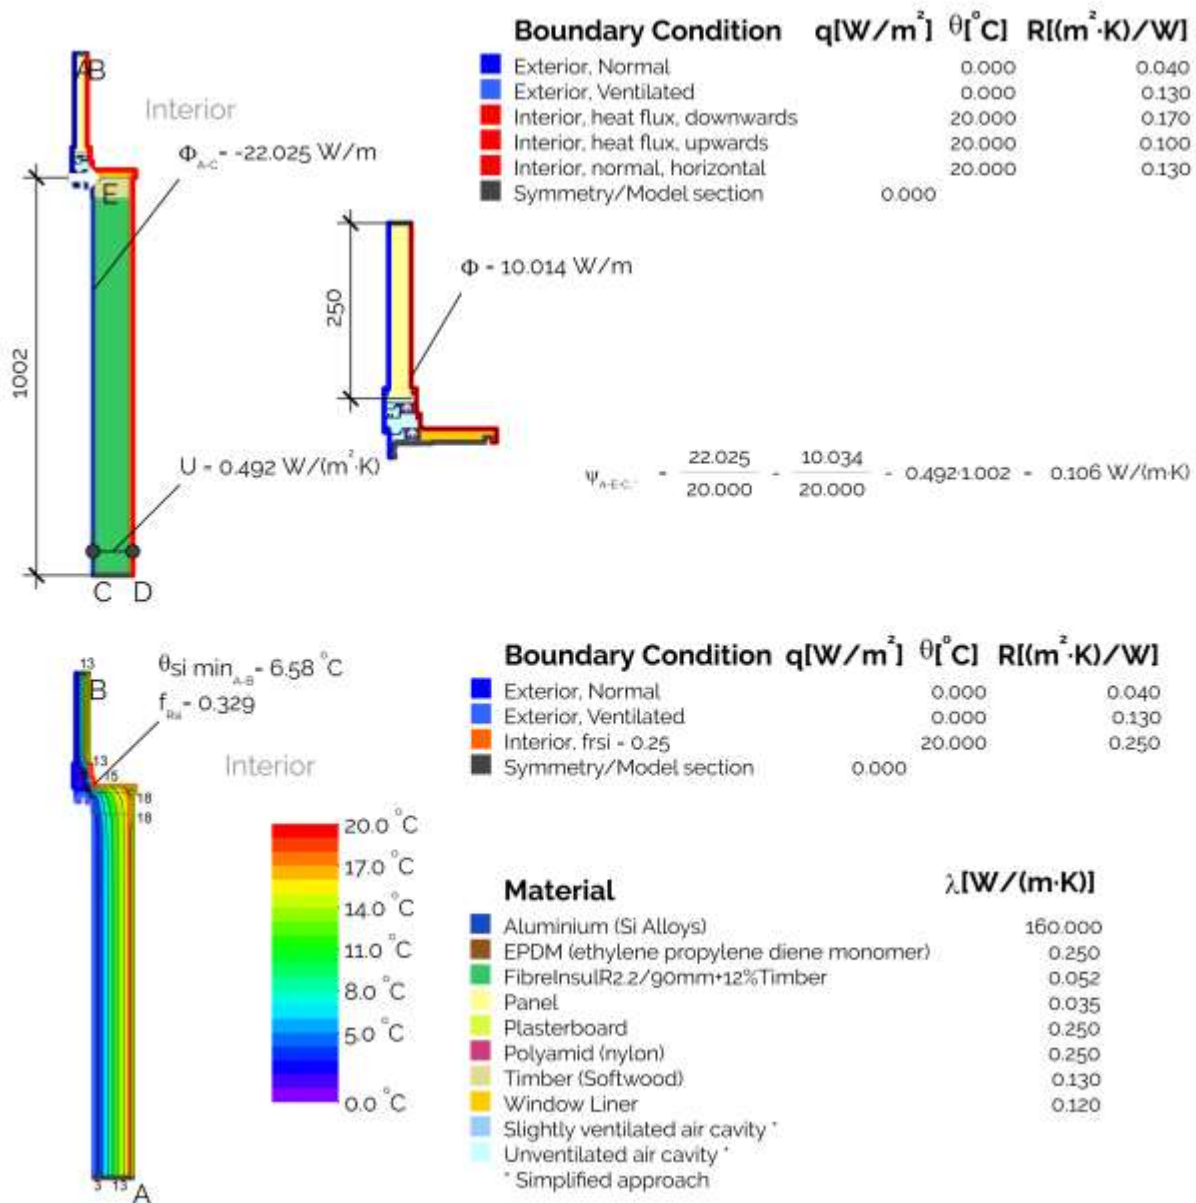 Boundary Condition q[W/m²] θ[°C] R[(m²·K)/W]
Exterior, Normal 0.000 0.040
Exterior, Ventilated 0.000 0.130
Interior, heat flux, downwards 20.000 0.170
Interior, heat flux, upwards 20.000 0.100
Interior, normal, horizontal 20.000 0.130
Symmetry/Model section 0.000
AB
Interior
ΦA-C = -22.025 W/m
E
1002
U = 0.492 W/(m²·K)
C D
250
Φ = 10.014 W/m
ψA-E-C, = 22.025/20.000 - 10.034/20.000 - 0.492·1.002 = 0.106 W/(m·K)
13
B
θsi minA-B = 6.58 °C
fRsi = 0.329
Interior
13
15
18
18
3 13 A
20.0 °C
17.0 °C
14.0 °C
11.0 °C
8.0 °C
5.0 °C
0.0 °C
Boundary Condition q[W/m²] θ[°C] R[(m²·K)/W]
Exterior, Normal 0.000 0.040
Exterior, Ventilated 0.000 0.130
Interior, frsi = 0.25 20.000 0.250
Symmetry/Model section 0.000
Material λ[W/(m·K)]
Aluminium (Si Alloys) 160.000
EPDM (ethylene propylene diene monomer) 0.250
FibreInsulR2.2/90mm+12%Timber 0.052
Panel 0.035
Plasterboard 0.250
Polyamid (nylon) 0.250
Timber (Softwood) 0.130
Window Liner 0.120
Slightly ventilated air cavity *
Unventilated air cavity *
* Simplified approach